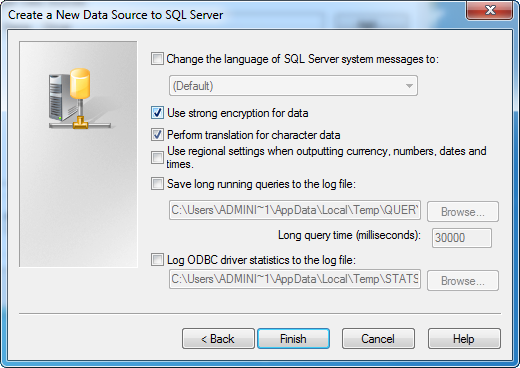 Create a New Data Source to SQL Server
Change the language of SQL Server system messages to:
(Default)
Use strong encryption for data
Perform translation for character data
Use regional settings when outputting currency, numbers, dates and
times.
Save long running queries to the log file:
C:\Users\ADMINI~1\AppData\Local\Temp\QUER
Browse...
Long query time (milliseconds):
30000
Log ODBC driver statistics to the log file:
C:\Users\ADMINI~1\AppData\Local\Temp\STATS
Browse...
< Back
Finish
Cancel
Help